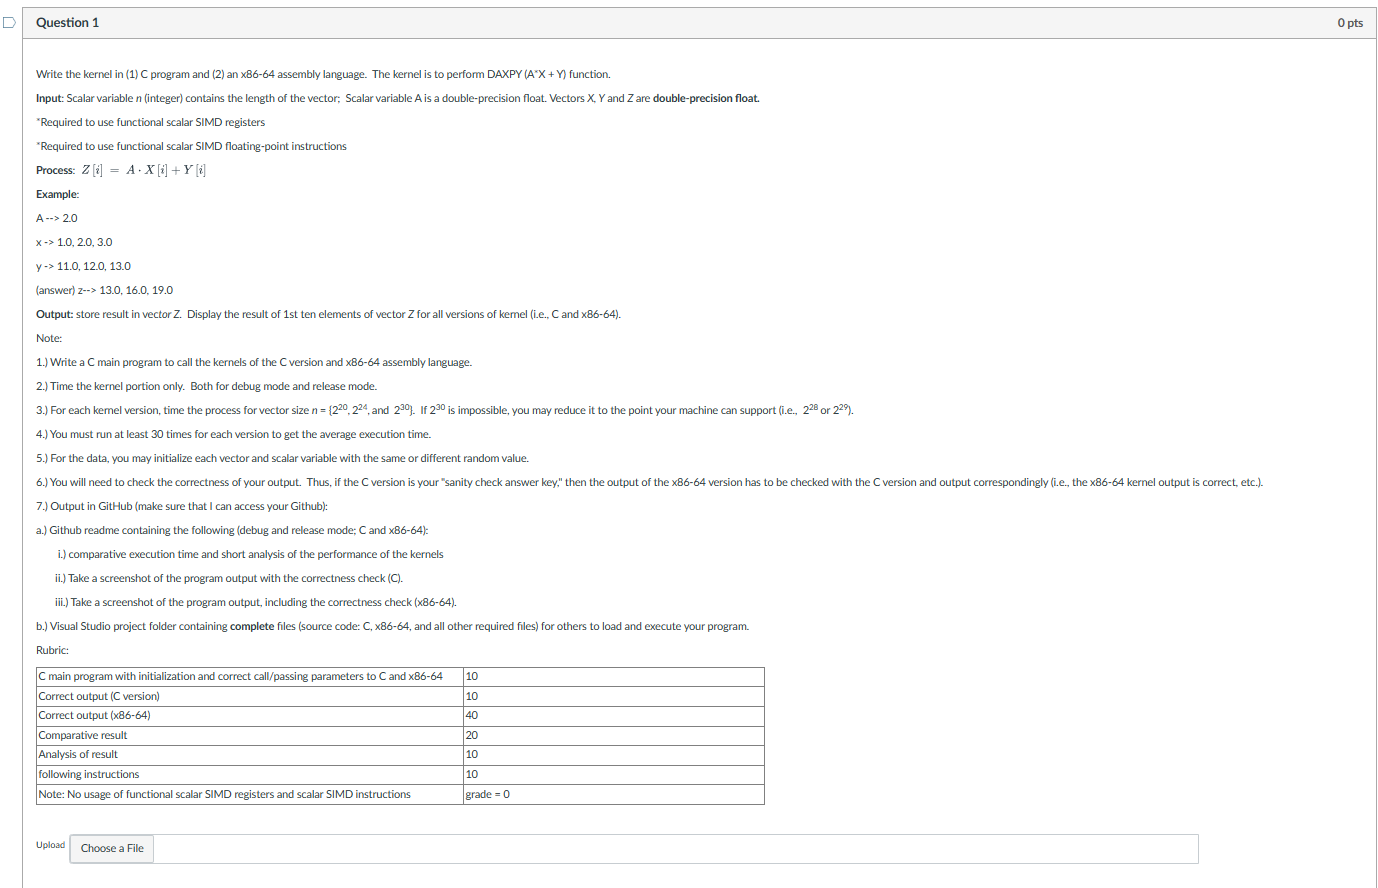 Question 1
0 pts
Write the kernel in (1) C program and (2) an x86-64 assembly language. The kernel is to perform DAXPY (A*X + Y) function.
Input: Scalar variable n (integer) contains the length of the vector; Scalar variable A is a double-precision float. Vectors X, Y and Z are double-precision float.
*Required to use functional scalar SIMD registers
*Required to use functional scalar SIMD floating-point instructions
Process: Z [i] = A · X [i] + Y [i]
Example:
A --> 2.0
x -> 1.0, 2.0, 3.0
y -> 11.0, 12.0, 13.0
(answer) z--> 13.0, 16.0, 19.0
Output: store result in vector Z. Display the result of 1st ten elements of vector Z for all versions of kernel (i.e., C and x86-64).
Note:
1.) Write a C main program to call the kernels of the C version and x86-64 assembly language.
2.) Time the kernel portion only. Both for debug mode and release mode.
3.) For each kernel version, time the process for vector size n = {2^20, 2^24, and 2^30}. If 2^30 is impossible, you may reduce it to the point your machine can support (i.e., 2^28 or 2^29).
4.) You must run at least 30 times for each version to get the average execution time.
5.) For the data, you may initialize each vector and scalar variable with the same or different random value.
6.) You will need to check the correctness of your output. Thus, if the C version is your "sanity check answer key," then the output of the x86-64 version has to be checked with the C version and output correspondingly (i.e., the x86-64 kernel output is correct, etc.).
7.) Output in GitHub (make sure that I can access your Github):
a.) Github readme containing the following (debug and release mode; C and x86-64):
i.) comparative execution time and short analysis of the performance of the kernels
ii.) Take a screenshot of the program output with the correctness check (C).
iii.) Take a screenshot of the program output, including the correctness check (x86-64).
b.) Visual Studio project folder containing complete files (source code: C, x86-64, and all other required files) for others to load and execute your program.
Rubric:
C main program with initialization and correct call/passing parameters to C and x86-64 10
Correct output (C version) 10
Correct output (x86-64) 40
Comparative result 20
Analysis of result 10
following instructions 10
Note: No usage of functional scalar SIMD registers and scalar SIMD instructions grade = 0
Upload Choose a File